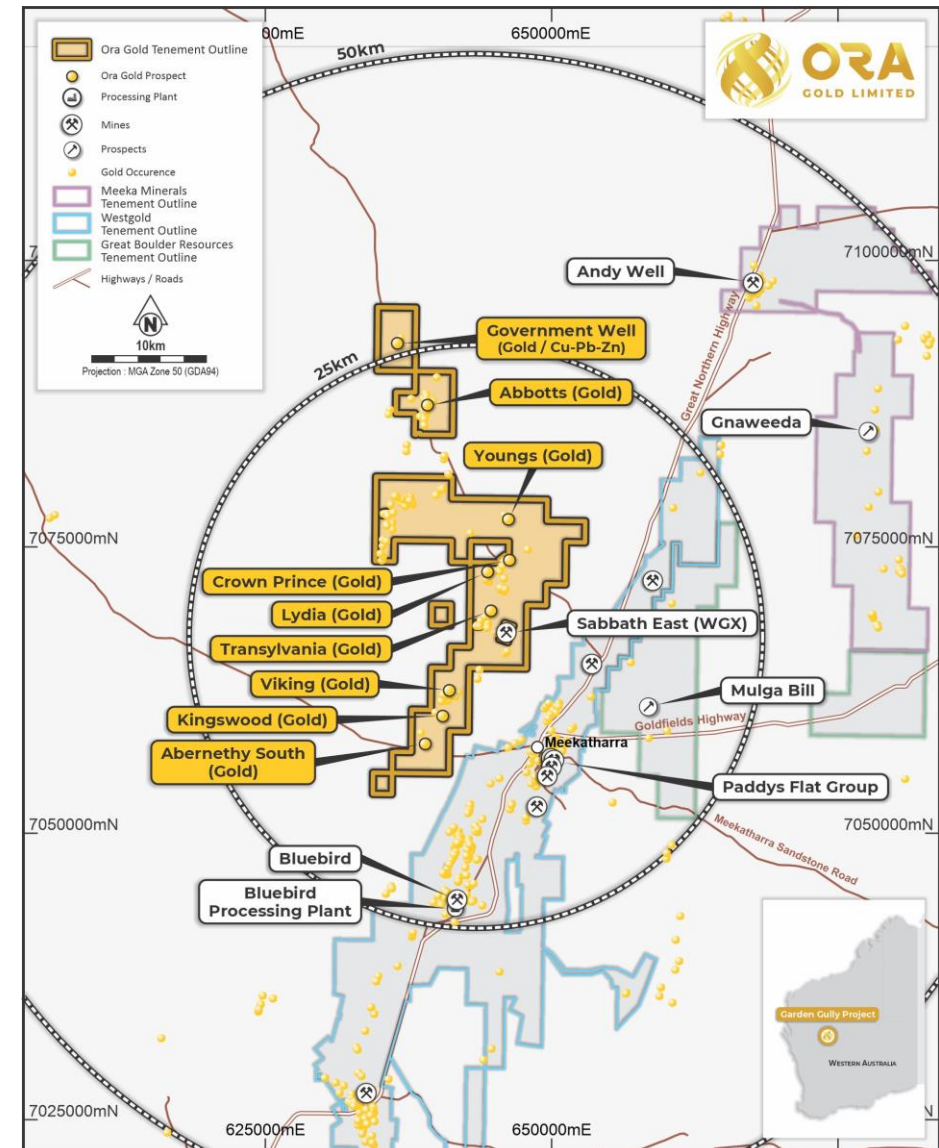 00mE
650000mE
50km
ORA
GOLD LIMITED
Ora Gold Tenement Outline
Ora Gold Prospect
Processing Plant
Mines
Prospects
Gold Occurence
Meeka Minerals
Tenement Outline
Westgold
Tenement Outline
Great Boulder Resources
Tenement Outline
Highways / Roads
N
10km
Projection : MGA Zone 50 (GDA94)
7
7100000mN
Andy Well
Great Northern Highway
Government Well
(Gold / Cu-Pb-Zn)
25km
Abbotts (Gold)
Gnaweeda
Youngs (Gold)
7075000mN
7075000mN
Crown Prince (Gold)
Lydia (Gold)
Sabbath East (WGX)
Transylvania (Gold)
Viking (Gold)
Mulga Bill
Kingswood (Gold)
Goldfields Highway
Meekatharra
Abernethy South
(Gold)
Paddys Flat Group
7050000mN
7050000mN
Meekatharra Sandstone Road
Bluebird
Bluebird
Processing Plant
Garden Gully Project
Western Australia
7025000mN
N
625000mE
650000mE